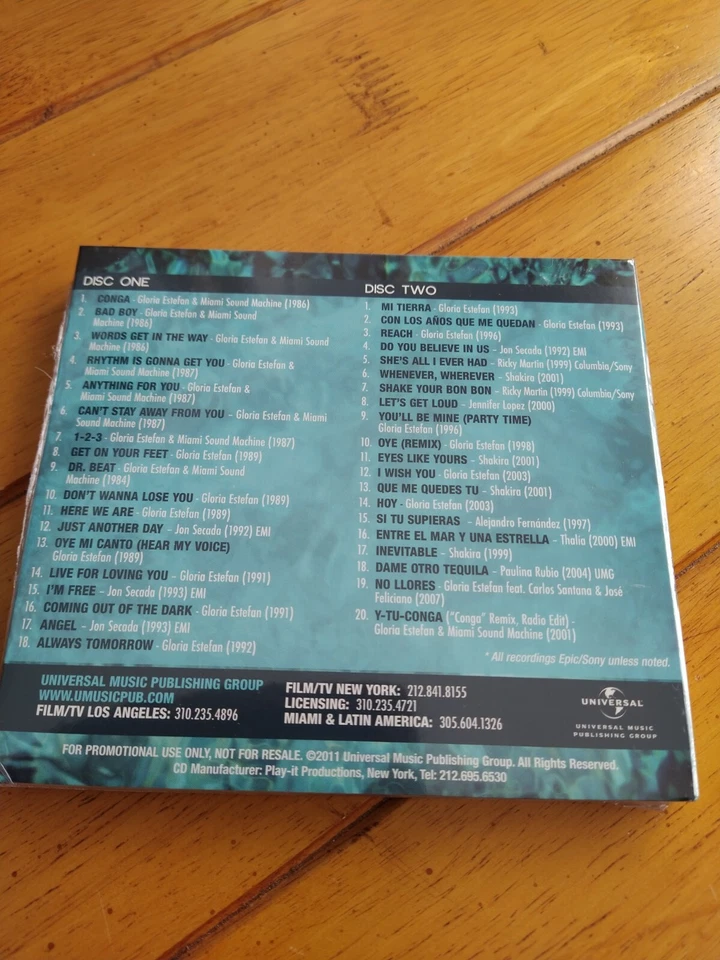 DISC ONE
1. CONGA - Gloria Estefan & Miami Sound Machine (1986)
2. BAD BOY - Gloria Estefan & Miami Sound
Machine (1986)
3. WORDS GET IN THE WAY - Gloria Estefan & Miami Sound
Machine (1986)
4. RHYTHM IS GONNA GET YOU - Gloria Estefan &
Miami Sound Machine (1987)
5. ANYTHING FOR YOU - Gloria Estefan &
Miami Sound Machine (1987)
6. CAN'T STAY AWAY FROM YOU - Gloria Estefan & Miami
Sound Machine (1987)
7. 1-2-3 - Gloria Estefan & Miami Sound Machine (1987)
8. GET ON YOUR FEET - Gloria Estefan (1989)
9. DR. BEAT - Gloria Estefan & Miami Sound
Machine (1984)
10. DON'T WANNA LOSE YOU - Gloria Estefan (1989)
11. HERE WE ARE - Gloria Estefan (1989)
12. JUST ANOTHER DAY - Jon Secada (1992) EMI
13. OYE MI CANTO (HEAR MY VOICE)
Gloria Estefan (1989)
14. LIVE FOR LOVING YOU - Gloria Estefan (1991)
15. I'M FREE - Jon Secada (1993) EMI
16. COMING OUT OF THE DARK - Gloria Estefan (1991)
17. ANGEL - Jon Secada (1993) EMI
18. ALWAYS TOMORROW - Gloria Estefan (1992)
DISC TWO
1. MI TIERRA - Gloria Estefan (1993)
2. CON LOS AÑOS QUE ME QUEDAN - Gloria Estefan (1993)
3. REACH - Gloria Estefan (1996)
4. DO YOU BELIEVE IN US - Jon Secada (1992) EMI
5. SHE'S ALL I EVER HAD - Ricky Martin (1999) Columbia/Sony
6. WHENEVER, WHEREVER - Shakira (2001)
7. SHAKE YOUR BON BON - Ricky Martin (1999) Columbia/Sony
8. LET'S GET LOUD - Jennifer Lopez (2000)
9. YOU'LL BE MINE (PARTY TIME)
Gloria Estefan (1996)
10. OYE (REMIX) - Gloria Estefan (1998)
11. EYES LIKE YOURS - Shakira (2001)
12. I WISH YOU - Gloria Estefan (2003)
13. QUE ME QUEDES TU - Shakira (2001)
14. HOY - Gloria Estefan (2003)
15. SI TU SUPIERAS - Alejandro Fernández (1997)
16. ENTRE EL MAR Y UNA ESTRELLA - Thalia (2000) EMI
17. INEVITABLE - Shakira (1999)
18. DAME OTRO TEQUILA - Paulina Rubio (2004) UMG
19. NO LLORES - Gloria Estefan feat. Carlos Santana & José
Feliciano (2007)
20. Y-TU-CONGA ("Conga" Remix, Radio Edit) -
Gloria Estefan & Miami Sound Machine (2001)
* All recordings Epic/Sony unless noted.
UNIVERSAL MUSIC PUBLISHING GROUP
WWW.UMUSICPUB.COM
FILM/TV LOS ANGELES: 310.235.4896
FILM/TV NEW YORK: 212.841.8155
LICENSING: 310.235.4721
MIAMI & LATIN AMERICA: 305.604.1326
UNIVERSAL
UNIVERSAL MUSIC
PUBLISHING GROUP
FOR PROMOTIONAL USE ONLY, NOT FOR RESALE. ©2011 Universal Music Publishing Group. All Rights Reserved.
CD Manufacturer: Play-it Productions, New York, Tel: 212.695.6530